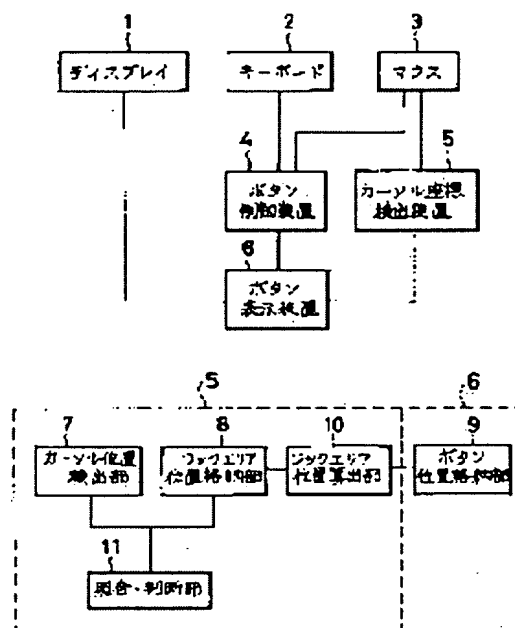 1
2
3
ディスプレイ
キーボード
マウス
4
5
ボタン
制御装置
カーソル座標
検出装置
6
ボタン
表示装置
5
6
7
8
10
9
カーソル位置
検出部
ロックエリア
位置格納部
ロックエリア
位置算出部
ボタン
位置格納部
11
照合・判断部